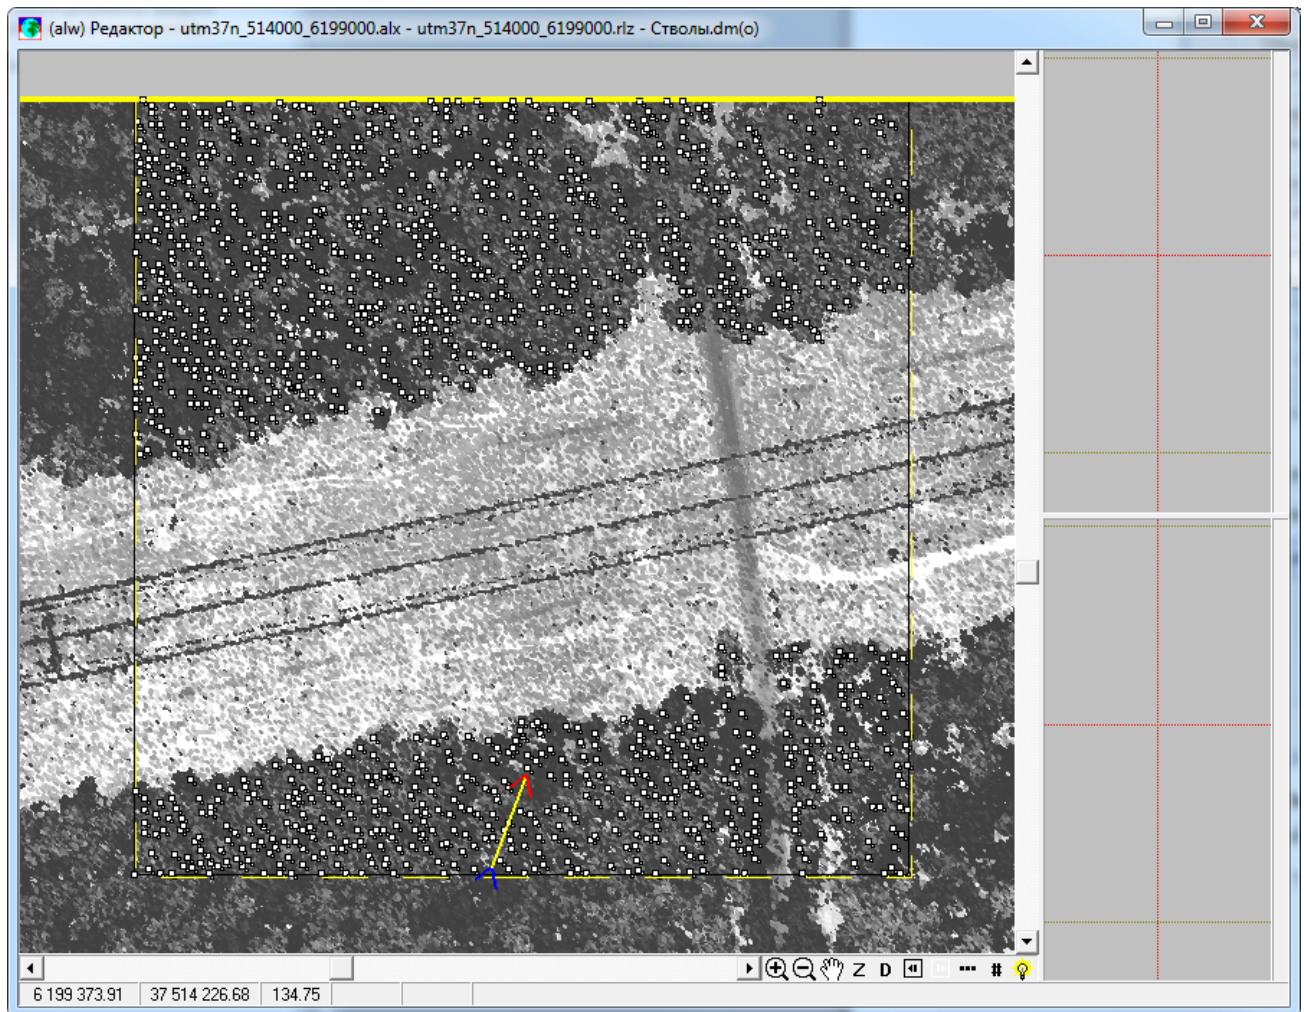 (alw) Редактор - utm37n_514000_6199000.alx - utm37n_514000_6199000.rlz - Стволы.dm(o)
Z D #
6 199 373.91 37 514 226.68 134.75